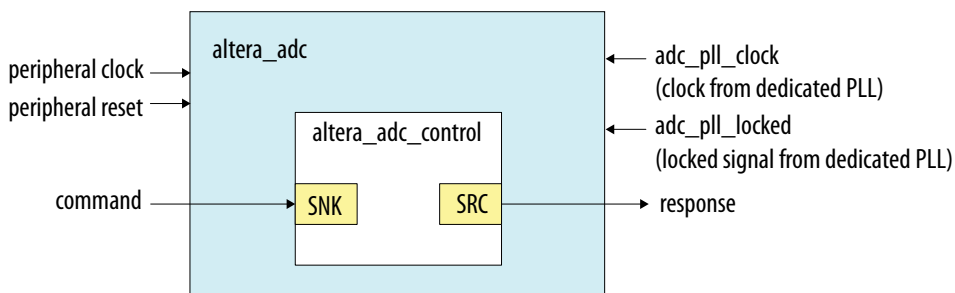 altera_adc
peripheral clock
peripheral reset
adc_pll_clock
(clock from dedicated PLL)
adc_pll_locked
(locked signal from dedicated PLL)
altera_adc_control
command
SNK
SRC
response